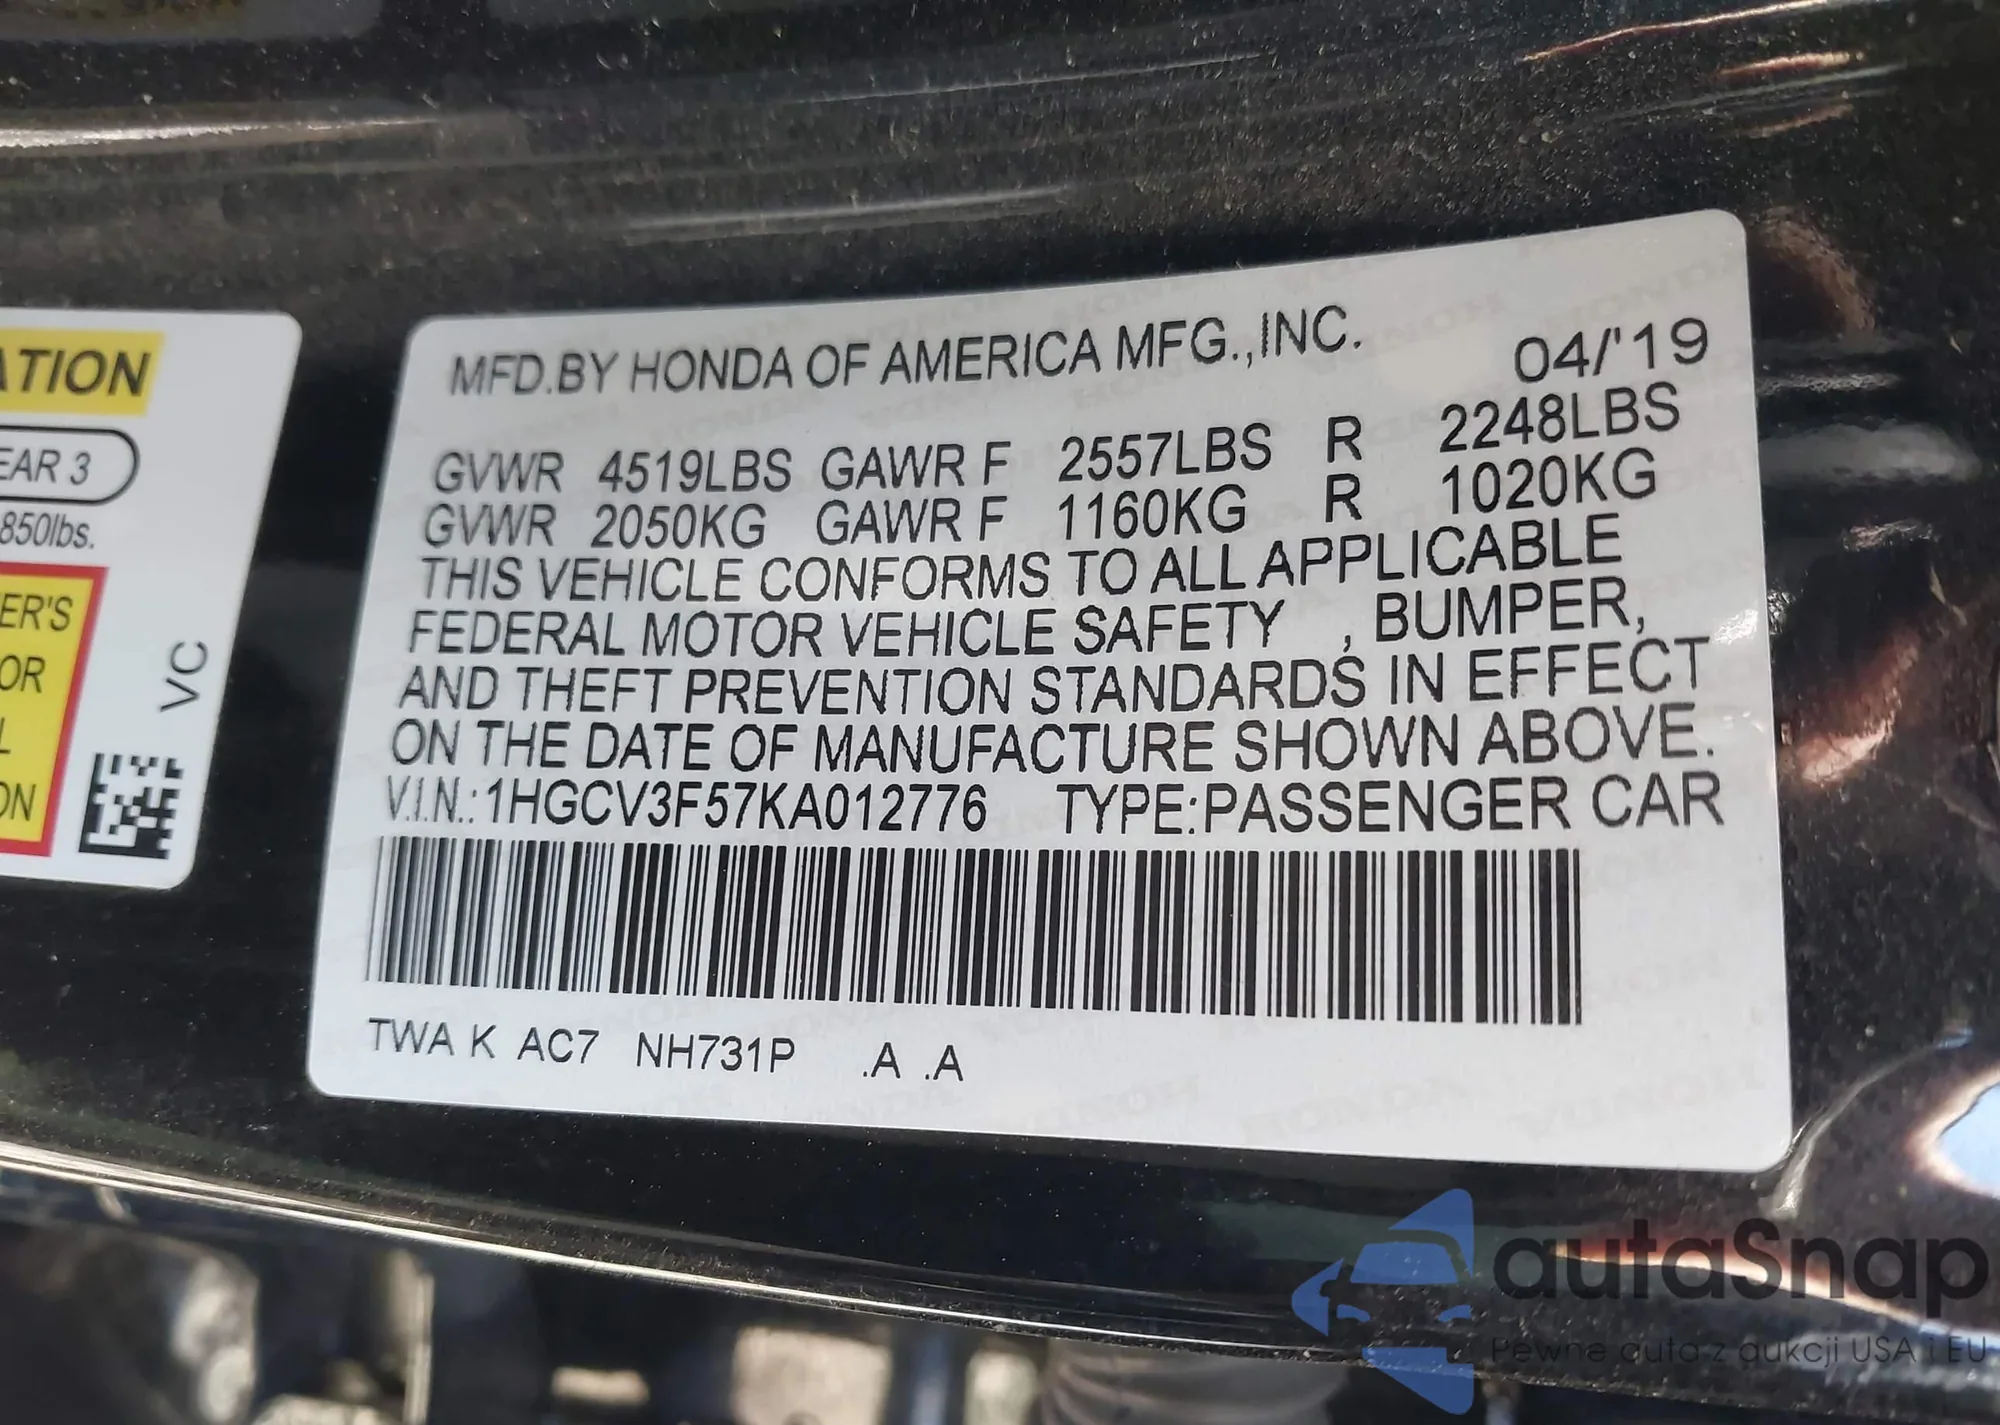 ATION
EAR 3
850lbs.
ER'S
OR
L
ON
VC
MFD.BY HONDA OF AMERICA MFG.,INC. 04/'19
GVWR 4519LBS GAWR F 2557LBS R 2248LBS
GVWR 2050KG GAWR F 1160KG R 1020KG
THIS VEHICLE CONFORMS TO ALL APPLICABLE
FEDERAL MOTOR VEHICLE SAFETY , BUMPER,
AND THEFT PREVENTION STANDARDS IN EFFECT
ON THE DATE OF MANUFACTURE SHOWN ABOVE.
V.I.N.:1HGCV3F57KA012776 TYPE:PASSENGER CAR
TWA K AC7 NH731P .A .A
autaSnap
Pewne auta z aukcji USA i EU